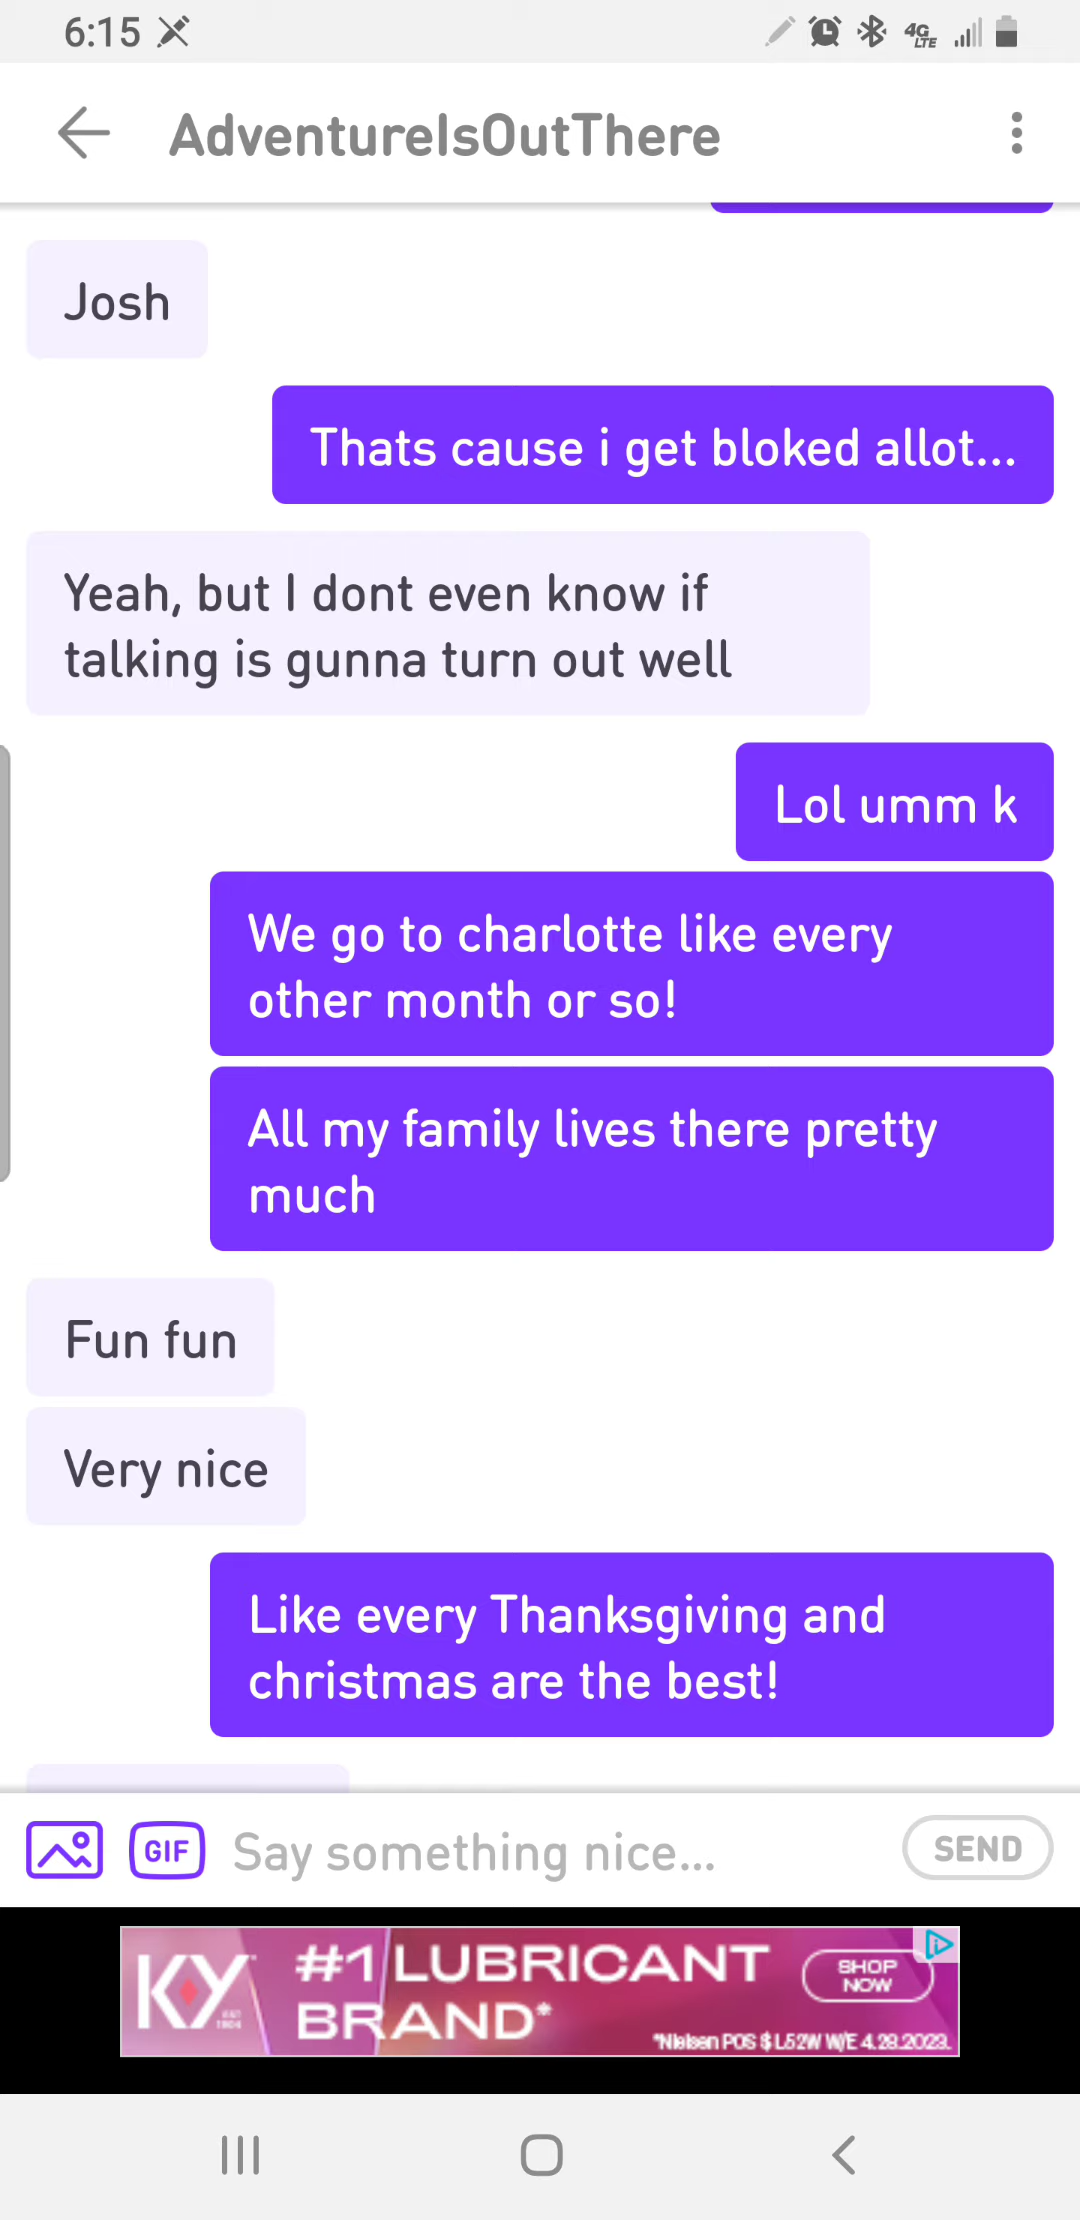 6:15
4G
LTE
AdventureIsOutThere
Josh
Thats cause i get bloked allot...
Yeah, but I dont even know if
talking is gunna turn out well
Lol umm k
We go to charlotte like every
other month or so!
All my family lives there pretty
much
Fun fun
Very nice
Like every Thanksgiving and
christmas are the best!
GIF
Say something nice...
SEND
KY
#1 LUBRICANT
BRAND*
SHOP
NOW
*Nielsen POS $ L52W W/E 4.29.2023.